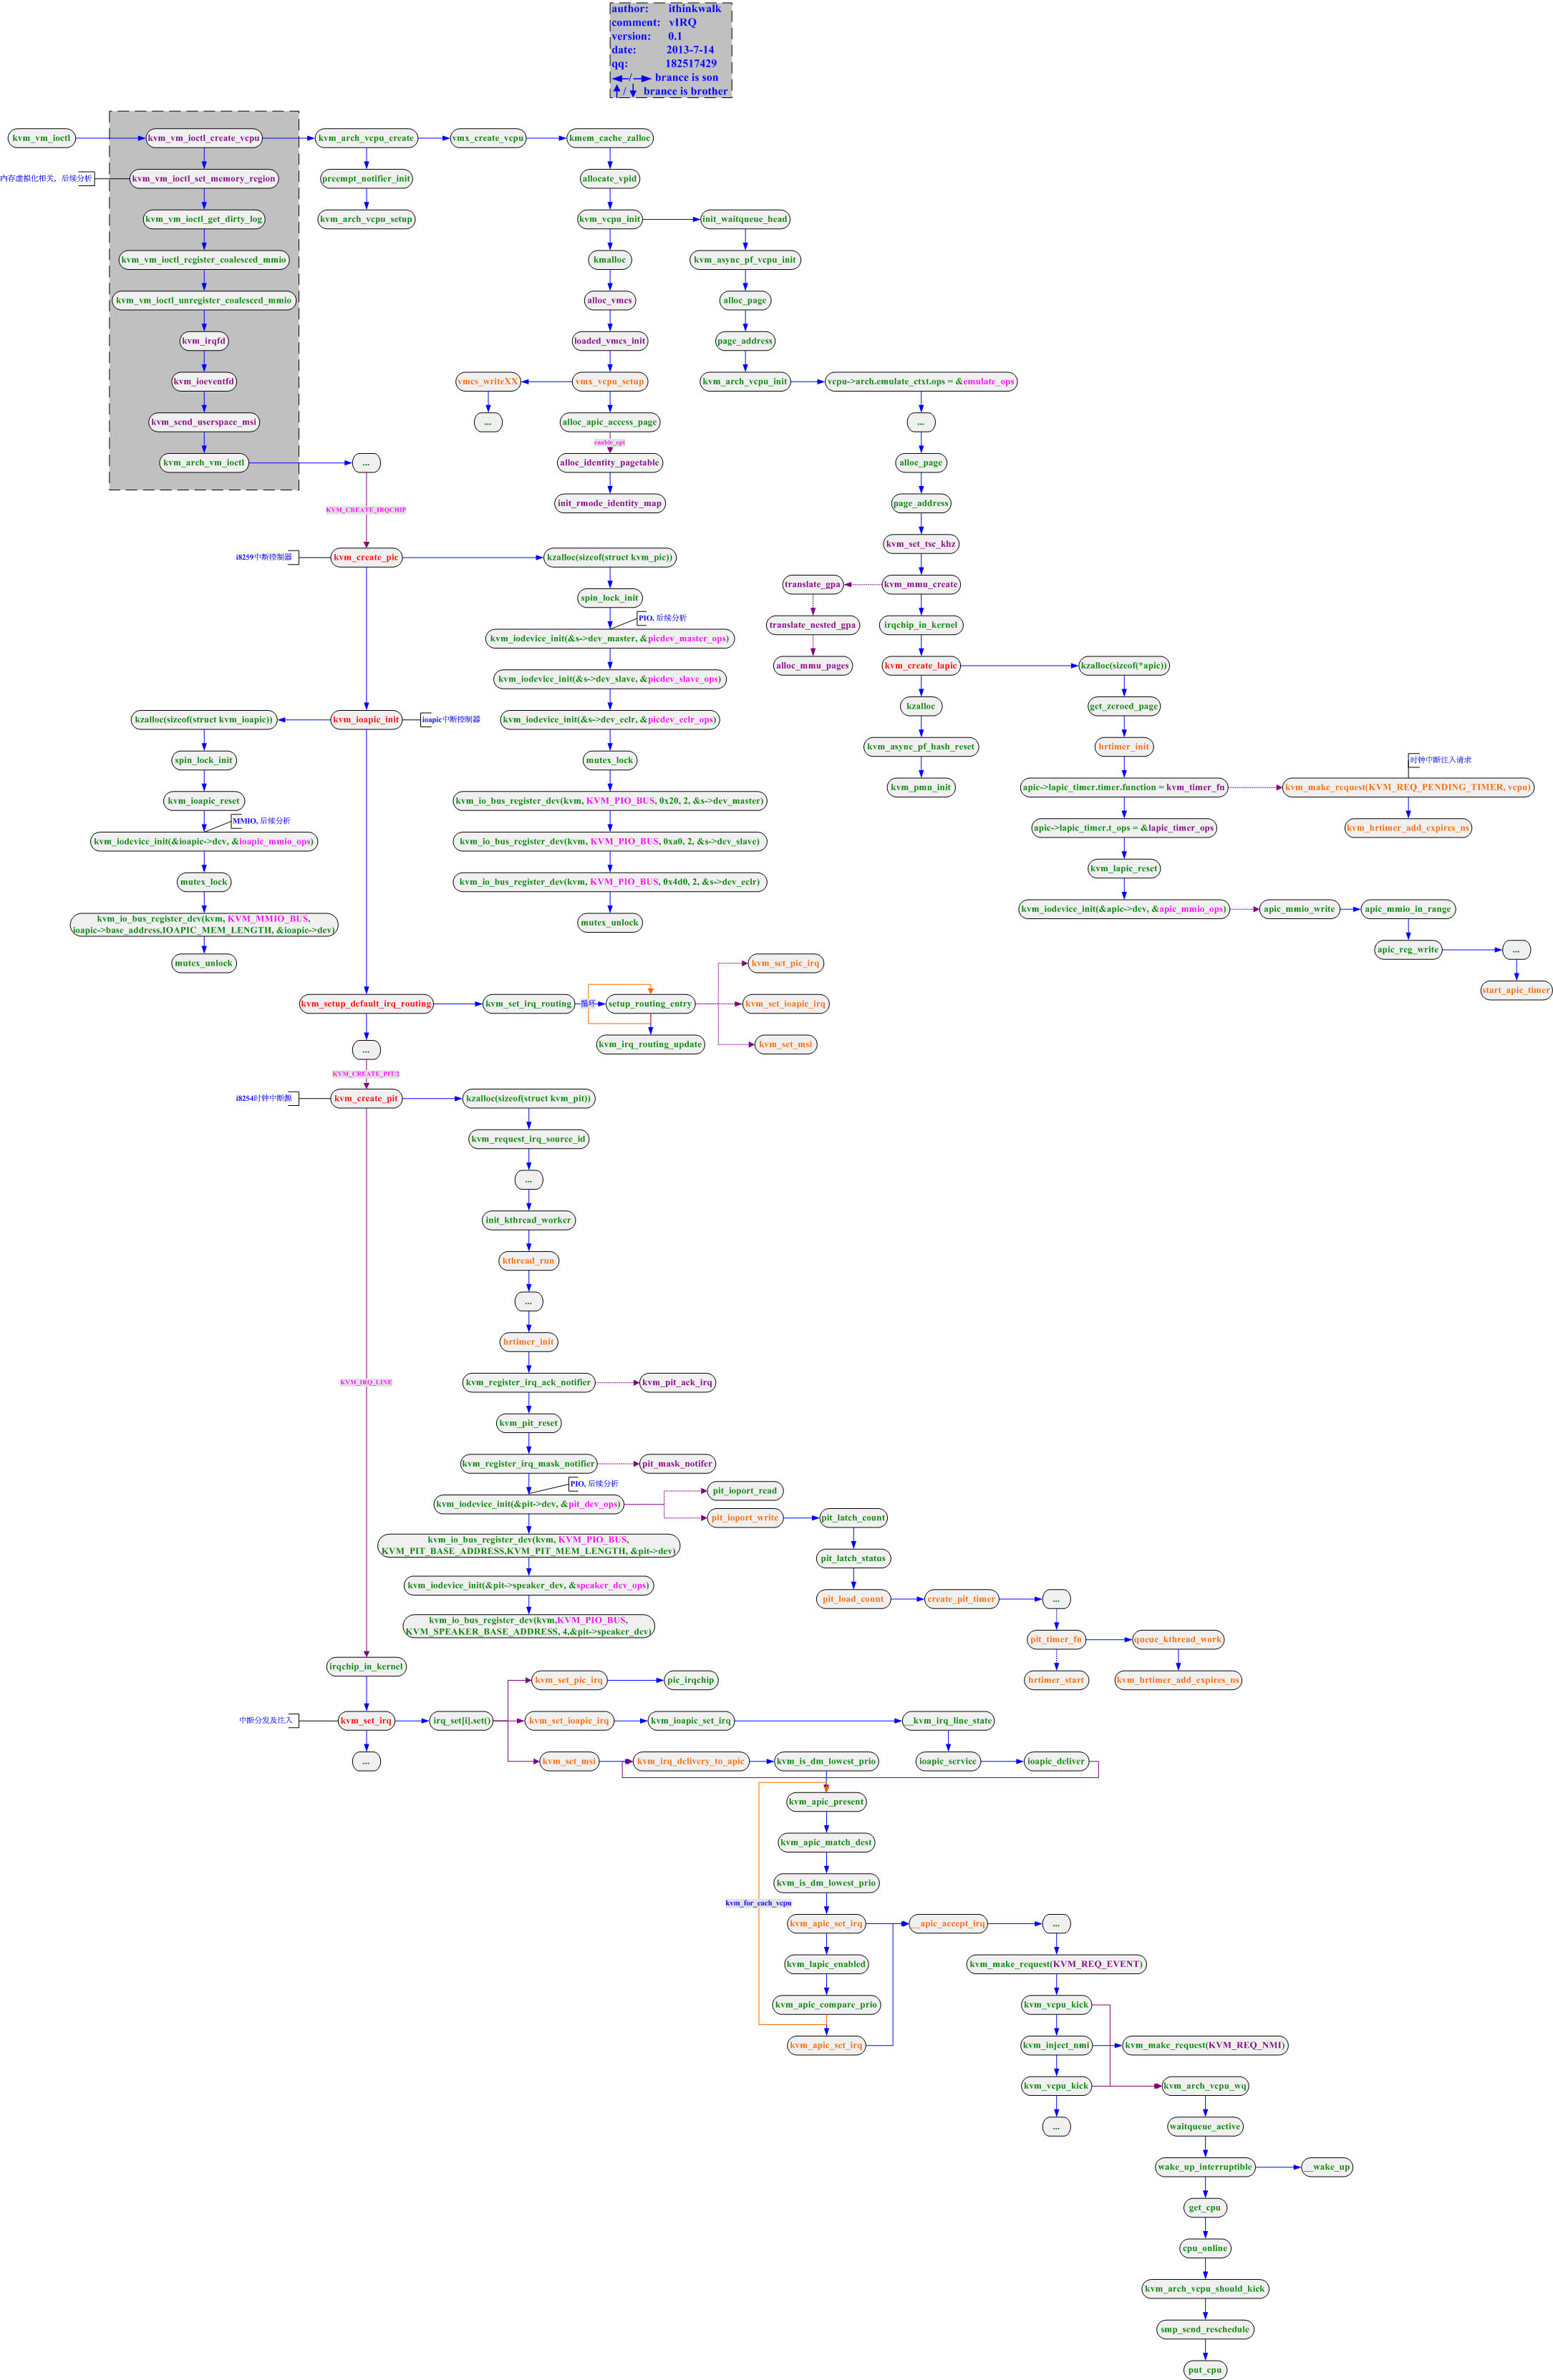 author: ithinkwalk
comment: vIRQ
version: 0.1
date: 2013-7-14
qq: 182517429
/ brance is son
/ brance is brother
kvm_vm_ioctl
kvm_vm_ioctl_create_vcpu
kvm_arch_vcpu_create
vmx_create_vcpu
kmem_cache_zalloc
内存虚拟化相关，后续分析
kvm_vm_ioctl_set_memory_region
preempt_notifier_init
allocate_vpid
kvm_vm_ioctl_get_dirty_log
kvm_arch_vcpu_setup
kvm_vcpu_init
init_waitqueue_head
kvm_vm_ioctl_register_coalesced_mmio
kmalloc
kvm_async_pf_vcpu_init
kvm_vm_ioctl_unregister_coalesced_mmio
alloc_vmcs
alloc_page
kvm_irqfd
loaded_vmcs_init
page_address
kvm_ioeventfd
vmcs_writeXX
vmx_vcpu_setup
kvm_arch_vcpu_init
vcpu->arch.emulate_ctxt.ops = &emulate_ops
kvm_send_userspace_msi
...
alloc_apic_access_page
...
enable_ept
kvm_arch_vm_ioctl
...
alloc_identity_pagetable
alloc_page
init_rmode_identity_map
page_address
KVM_CREATE_IRQCHIP
kvm_set_tsc_khz
i8259中断控制器
kvm_create_pic
kzalloc(sizeof(struct kvm_pic))
translate_gpa
kvm_mmu_create
spin_lock_init
PIO, 后续分析
translate_nested_gpa
irqchip_in_kernel
kvm_iodevice_init(&s->dev_master, &picdev_master_ops)
alloc_mmu_pages
kvm_create_lapic
kzalloc(sizeof(*apic))
kvm_iodevice_init(&s->dev_slave, &picdev_slave_ops)
kzalloc
get_zeroed_page
kzalloc(sizeof(struct kvm_ioapic))
kvm_ioapic_init
ioapic中断控制器
kvm_iodevice_init(&s->dev_eclr, &picdev_eclr_ops)
kvm_async_pf_hash_reset
hrtimer_init
spin_lock_init
mutex_lock
时钟中断注入请求
kvm_pmu_init
apic->lapic_timer.timer.function = kvm_timer_fn
kvm_make_request(KVM_REQ_PENDING_TIMER, vcpu)
kvm_ioapic_reset
kvm_io_bus_register_dev(kvm, KVM_PIO_BUS, 0x20, 2, &s->dev_master)
MMIO, 后续分析
apic->lapic_timer.t_ops = &lapic_timer_ops
kvm_hrtimer_add_expires_ns
kvm_iodevice_init(&ioapic->dev, &ioapic_mmio_ops)
kvm_io_bus_register_dev(kvm, KVM_PIO_BUS, 0xa0, 2, &s->dev_slave)
kvm_lapic_reset
mutex_lock
kvm_io_bus_register_dev(kvm, KVM_PIO_BUS, 0x4d0, 2, &s->dev_eclr)
kvm_iodevice_init(&apic->dev, &apic_mmio_ops)
apic_mmio_write
apic_mmio_in_range
kvm_io_bus_register_dev(kvm, KVM_MMIO_BUS,
ioapic->base_address,IOAPIC_MEM_LENGTH, &ioapic->dev)
mutex_unlock
apic_reg_write
...
mutex_unlock
kvm_set_pic_irq
start_apic_timer
kvm_setup_default_irq_routing
kvm_set_irq_routing
循环
setup_routing_entry
kvm_set_ioapic_irq
...
kvm_irq_routing_update
kvm_set_msi
KVM_CREATE_PIT/2
i8254时钟中断源
kvm_create_pit
kzalloc(sizeof(struct kvm_pit))
kvm_request_irq_source_id
...
init_kthread_worker
kthread_run
...
hrtimer_init
KVM_IRQ_LINE
kvm_register_irq_ack_notifier
kvm_pit_ack_irq
kvm_pit_reset
kvm_register_irq_mask_notifier
pit_mask_notifer
PIO, 后续分析
pit_ioport_read
kvm_iodevice_init(&pit->dev, &pit_dev_ops)
pit_ioport_write
pit_latch_count
kvm_io_bus_register_dev(kvm, KVM_PIO_BUS,
KVM_PIT_BASE_ADDRESS,KVM_PIT_MEM_LENGTH, &pit->dev)
pit_latch_status
kvm_iodevice_init(&pit->speaker_dev, &speaker_dev_ops)
pit_load_count
create_pit_timer
...
kvm_io_bus_register_dev(kvm,KVM_PIO_BUS,
KVM_SPEAKER_BASE_ADDRESS, 4,&pit->speaker_dev)
pit_timer_fn
queue_kthread_work
irqchip_in_kernel
kvm_set_pic_irq
pic_irqchip
hrtimer_start
kvm_hrtimer_add_expires_ns
中断分发及注入
kvm_set_irq
irq_set[i].set()
kvm_set_ioapic_irq
kvm_ioapic_set_irq
__kvm_irq_line_state
...
kvm_set_msi
kvm_irq_delivery_to_apic
kvm_is_dm_lowest_prio
ioapic_service
ioapic_deliver
kvm_apic_present
kvm_apic_match_dest
kvm_is_dm_lowest_prio
kvm_for_each_vcpu
kvm_apic_set_irq
__apic_accept_irq
...
kvm_lapic_enabled
kvm_make_request(KVM_REQ_EVENT)
kvm_apic_compare_prio
kvm_vcpu_kick
kvm_apic_set_irq
kvm_inject_nmi
kvm_make_request(KVM_REQ_NMI)
kvm_vcpu_kick
kvm_arch_vcpu_wq
...
waitqueue_active
wake_up_interruptible
__wake_up
get_cpu
cpu_online
kvm_arch_vcpu_should_kick
smp_send_reschedule
put_cpu